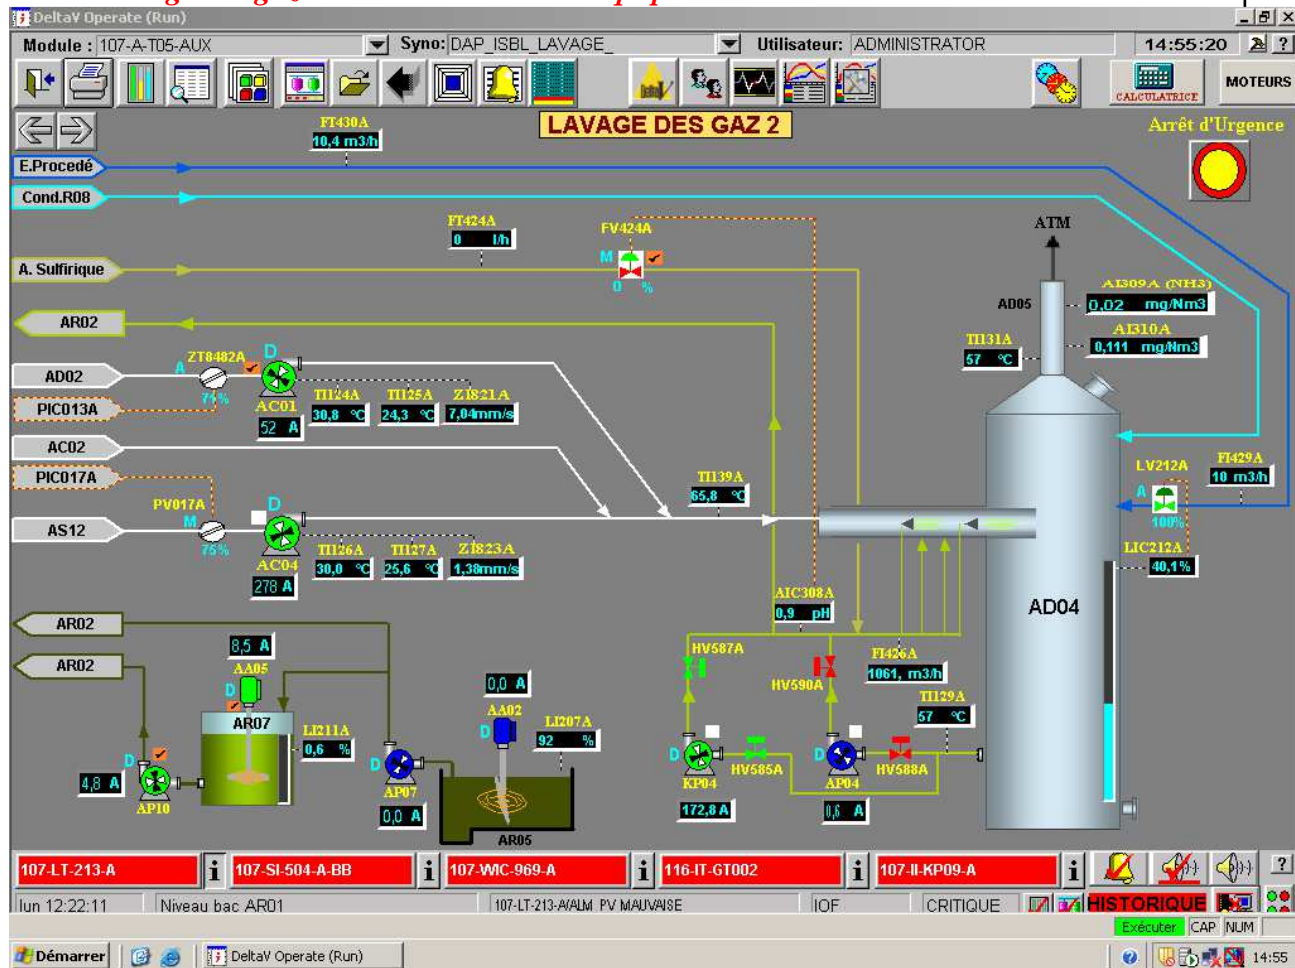 DeltaV Operate (Run)
Module : 107-A-T05-AUX
Syno: DAP_ISBL_LAVAGE_
Utilisateur: ADMINISTRATOR
14:55:20
?
CALCULATRICE
MOTEURS
LAVAGE DES GAZ 2
Arrêt d'Urgence
FT430A
10,4 m3/h
E.Procedé
Cond.R08
FT424A
0 l/h
FV424A
M
0 %
A. Sulfirique
ATM
AD05
AI309A (NH3)
0,02 mg/Nm3
AI310A
0,111 mg/Nm3
TI131A
57 °C
AR02
ZT8482A
A
D
71%
AD02
PIC013A
AC01
52 A
TI124A
30,8 °C
TI125A
24,3 °C
ZI821A
7,04mm/s
AC02
PIC017A
PV017A
M
D
75%
AS12
AC04
278 A
TI126A
30,0 °C
TI127A
25,6 °C
ZI823A
1,38mm/s
TI139A
65,8 °C
LV212A
A
100%
FI429A
10 m3/h
LIC212A
40,1%
AD04
AIC308A
0,9 pH
AR02
AR02
8,5 A
AA05
D
AR07
LI211A
0,6 %
D
4,8 A
AP10
D
AP07
0,0 A
0,0 A
AA02
D
LI207A
92 %
AR05
HV587A
HV590A
FI426A
1061, m3/h
TI129A
57 °C
D
KP04
172,8 A
HV585A
D
AP04
0,6 A
HV588A
107-LT-213-A
i
107-SI-504-A-BB
i
107-WIC-969-A
i
116-IT-GT002
i
107-II-KP09-A
i
?
lun 12:22:11
Niveau bac AR01
107-LT-213-A/ALM PV MAUVAISE
IOF
CRITIQUE
HISTORIQUE
Exécuter
CAP
NUM
Démarrer
DeltaV Operate (Run)
14:55